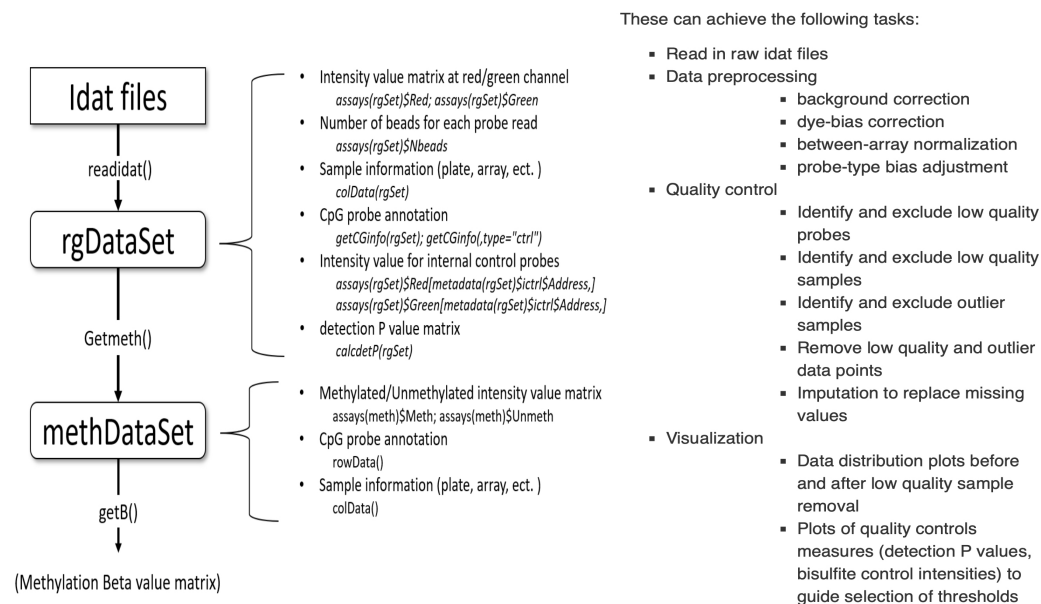 Idat files
readidat()
rgDataSet
Getmeth()
methDataSet
getB()
(Methylation Beta value matrix)
• Intensity value matrix at red/green channel
assays(rgSet)$Red; assays(rgSet)$Green
• Number of beads for each probe read
assays(rgSet)$Nbeads
• Sample information (plate, array, ect. )
colData(rgSet)
• CpG probe annotation
getCGinfo(rgSet); getCGinfo(,type="ctrl")
• Intensity value for internal control probes
assays(rgSet)$Red[metadata(rgSet)$ictrl$Address,]
assays(rgSet)$Green[metadata(rgSet)$ictrl$Address,]
• detection P value matrix
calcdetP(rgSet)
• Methylated/Unmethylated intensity value matrix
assays(meth)$Meth; assays(meth)$Unmeth
• CpG probe annotation
rowData()
• Sample information (plate, array, ect. )
colData()
These can achieve the following tasks:
▪ Read in raw idat files
▪ Data preprocessing
▪ background correction
▪ dye-bias correction
▪ between-array normalization
▪ probe-type bias adjustment
▪ Quality control
▪ Identify and exclude low quality
probes
▪ Identify and exclude low quality
samples
▪ Identify and exclude outlier
samples
▪ Remove low quality and outlier
data points
▪ Imputation to replace missing
values
▪ Visualization
▪ Data distribution plots before
and after low quality sample
removal
▪ Plots of quality controls
measures (detection P values,
bisulfite control intensities) to
guide selection of thresholds